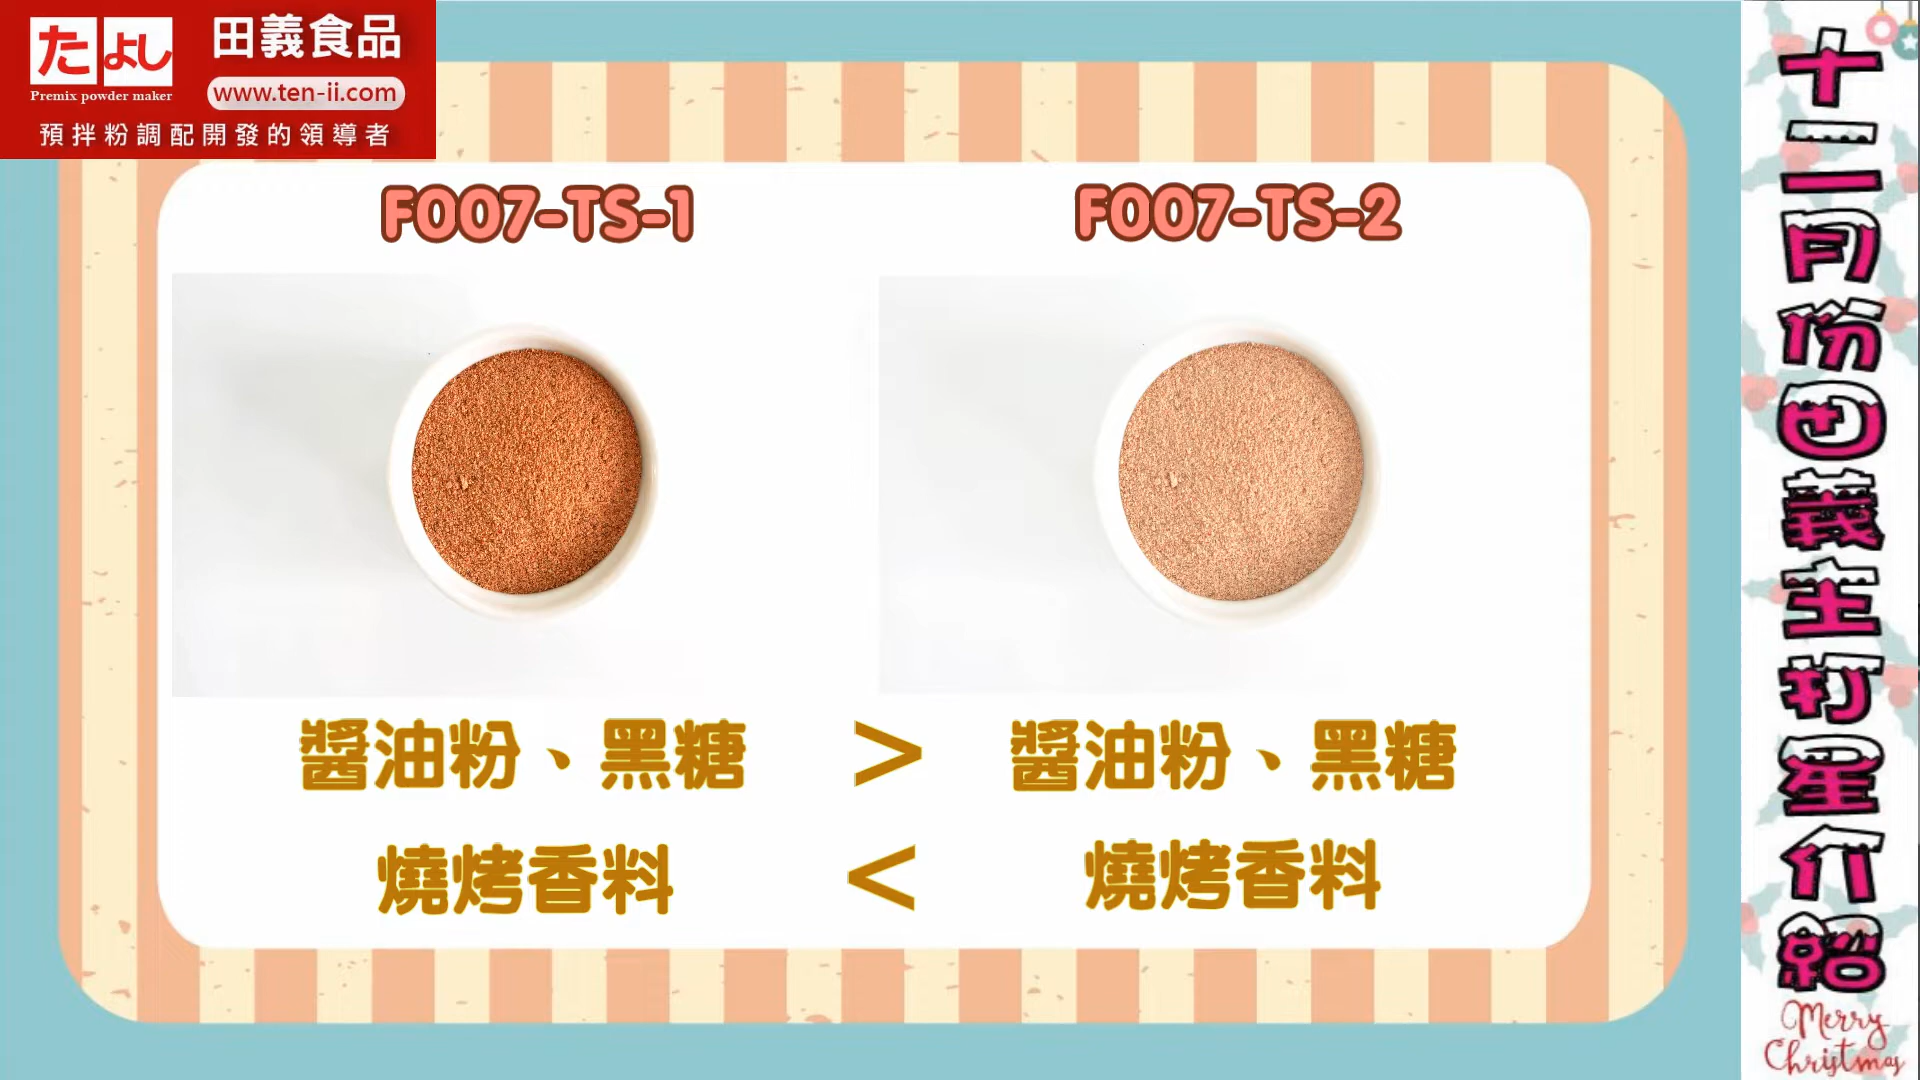 たよし
Premix powder maker
田義食品
www.ten-ii.com
預拌粉調配開發的領導者
F007-TS-1
F007-TS-2
醬油粉、黑糖 > 醬油粉、黑糖
燒烤香料 < 燒烤香料
十二月份田義主打星介紹
Merry
Christmas